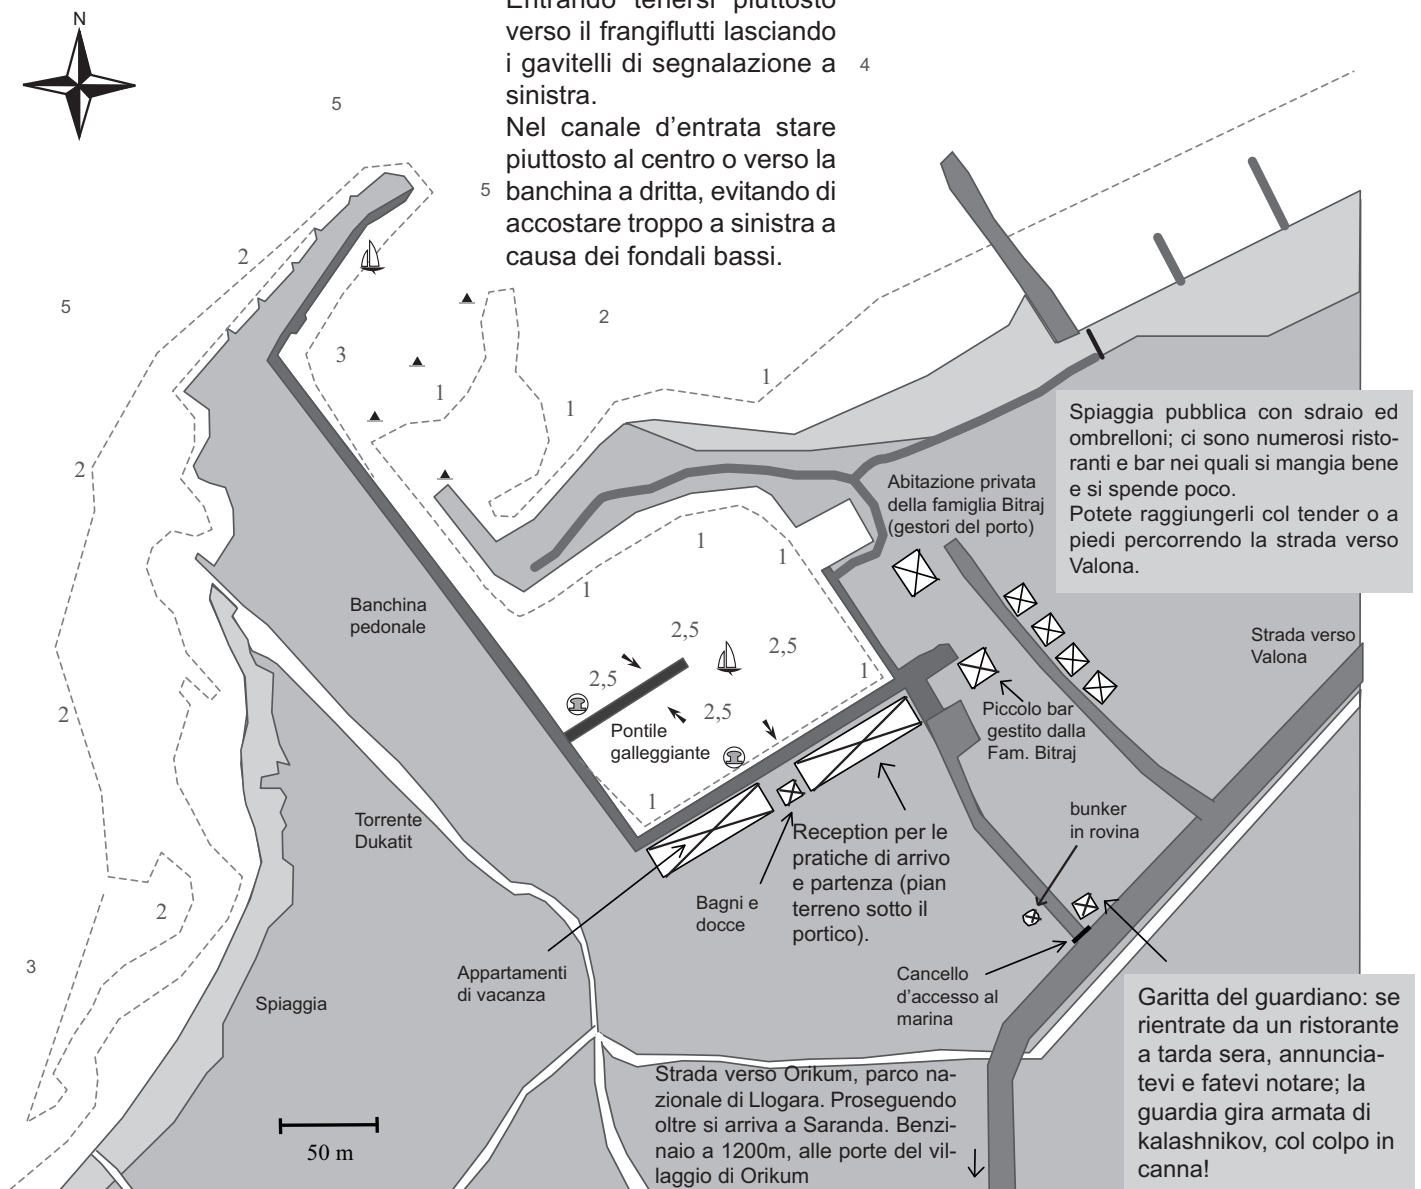 N
Entrando tenersi piuttosto
verso il frangiflutti lasciando
i gavitelli di segnalazione a
sinistra.
Nel canale d'entrata stare
piuttosto al centro o verso la
banchina a dritta, evitando di
accostare troppo a sinistra a
causa dei fondali bassi.
4
5
5
2
5
2
3
1
1
1
2
Spiaggia pubblica con sdraio ed
ombrelloni; ci sono numerosi risto-
ranti e bar nei quali si mangia bene
e si spende poco.
Potete raggiungerli col tender o a
piedi percorrendo la strada verso
Valona.
Abitazione privata
della famiglia Bitraj
(gestori del porto)
1
1
1
Banchina
pedonale
2,5
2,5
2,5
2,5
1
Strada verso
Valona
2
Pontile
galleggiante
Piccolo bar
gestito dalla
Fam. Bitraj
1
Torrente
Dukatit
bunker
in rovina
Reception per le
pratiche di arrivo
e partenza (pian
terreno sotto il
portico).
Bagni e
docce
2
3
Appartamenti
di vacanza
Spiaggia
Cancello
d'accesso al
marina
Garitta del guardiano: se
rientrate da un ristorante
a tarda sera, annuncia-
tevi e fatevi notare; la
guardia gira armata di
kalashnikov, col colpo in
canna!
Strada verso Orikum, parco na-
zionale di Llogara. Proseguendo
oltre si arriva a Saranda. Benzi-
naio a 1200m, alle porte del vil-
laggio di Orikum
50 m